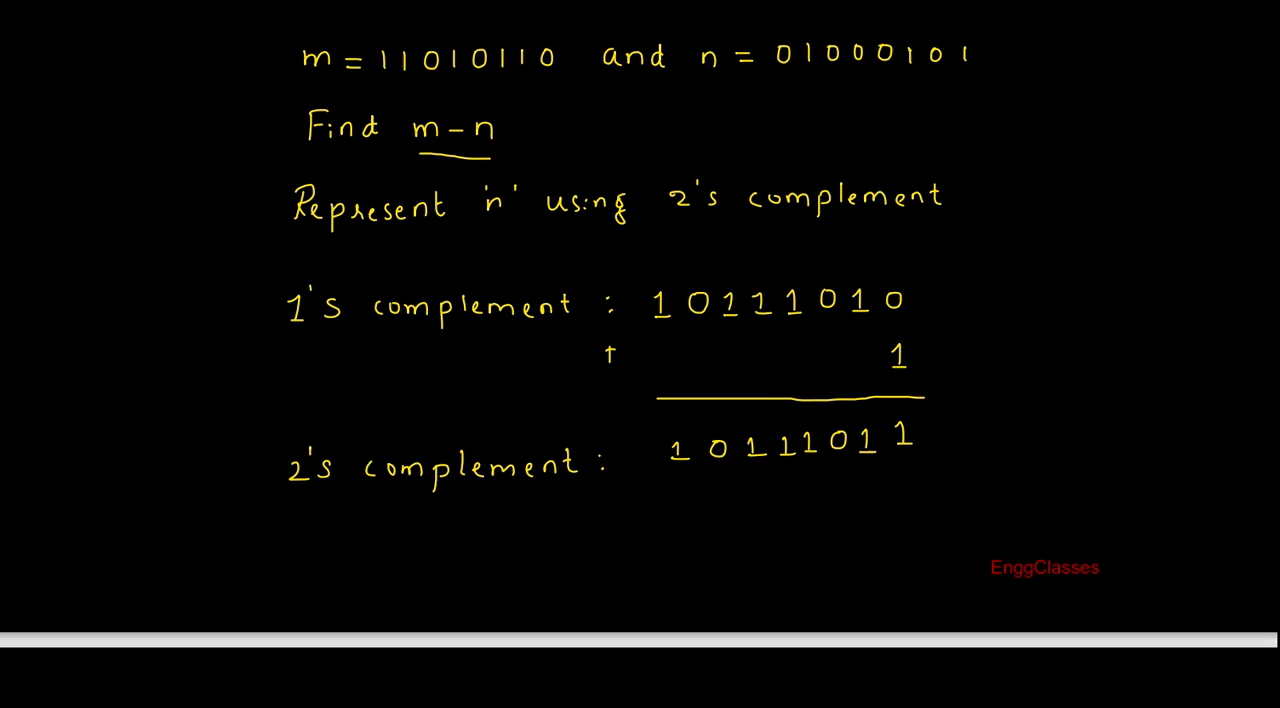 m = 11010110 and n = 01000101
Find m - n
Represent 'n' using 2's complement
1's complement : 10111010
+ 1
2's complement : 10111011
EnggClasses